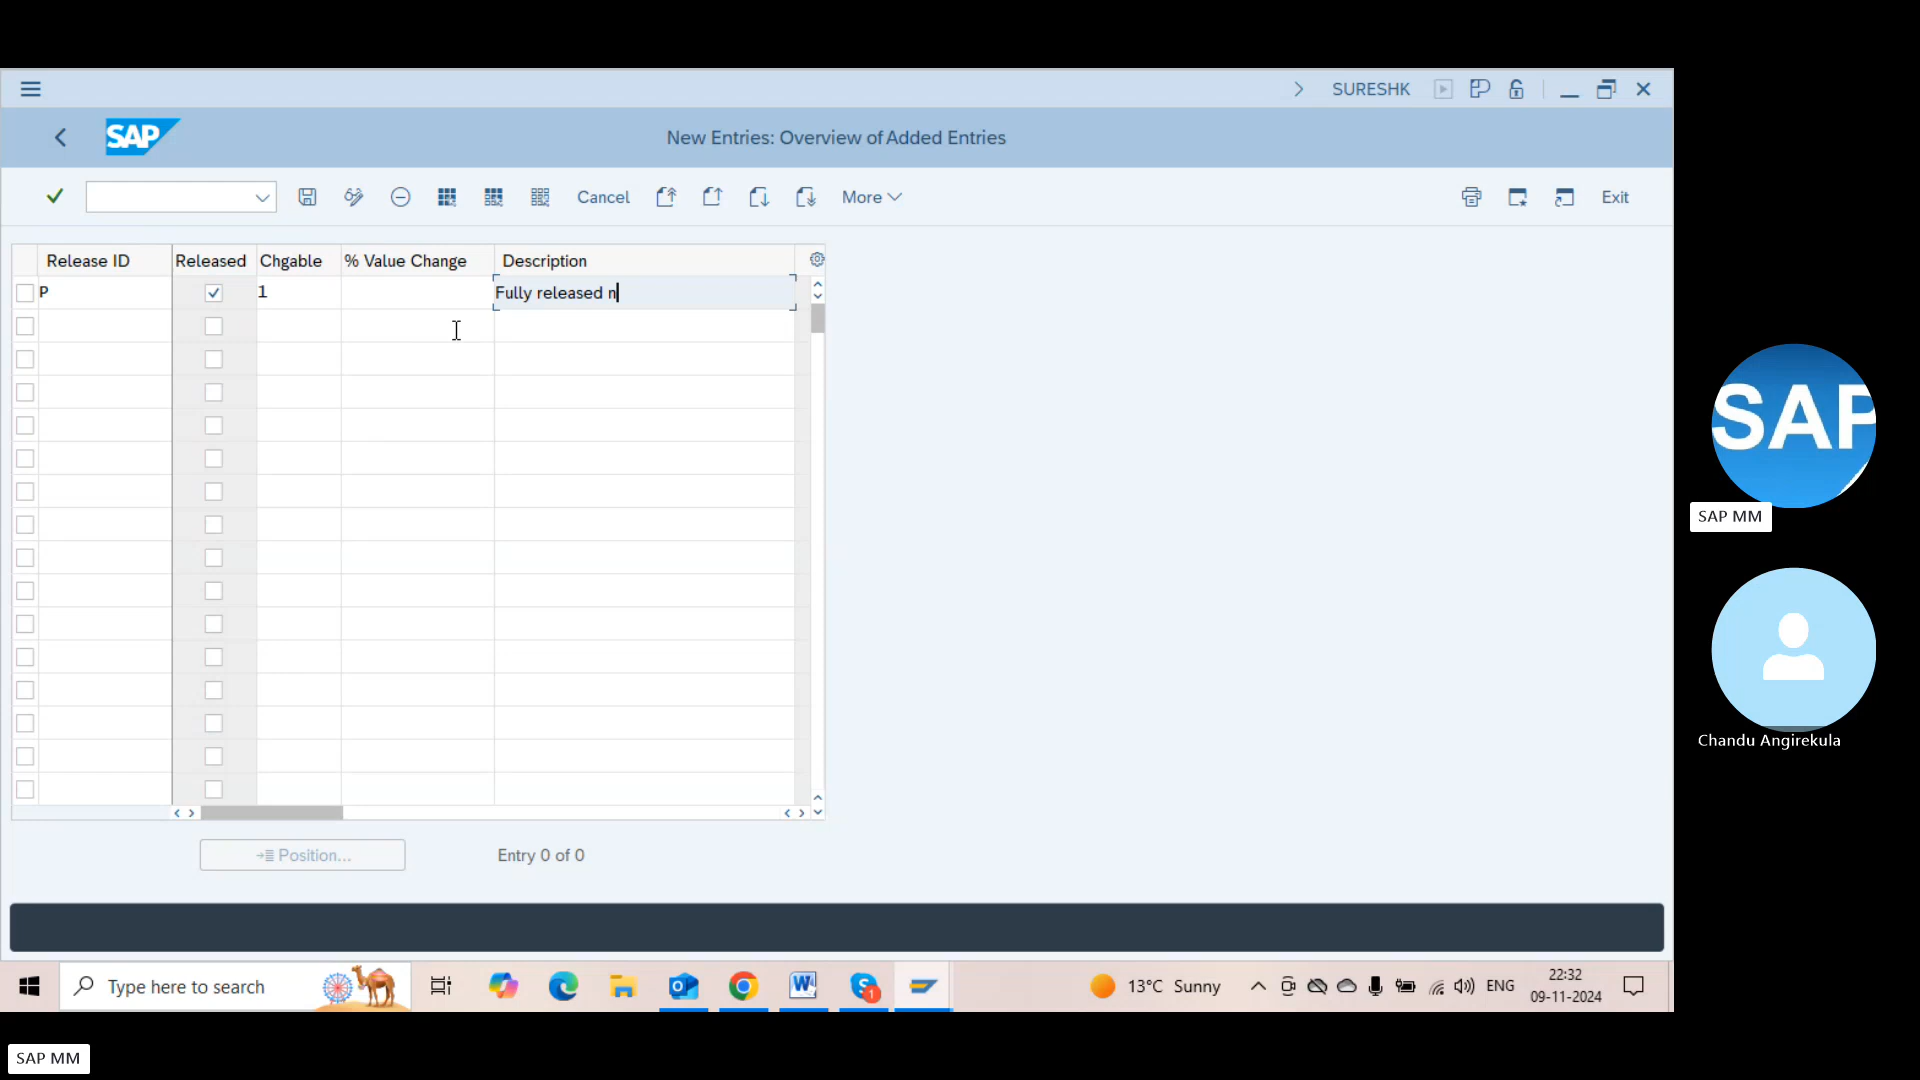 SURESHK
SAP
New Entries: Overview of Added Entries
Cancel
More
Exit
Release ID
Released
Chgable
% Value Change
Description
P
1
Fully released n
Position...
Entry 0 of 0
SAP
SAP MM
Chandu Angirekula
Type here to search
1
13°C Sunny
ENG
22:32
09-11-2024
SAP MM